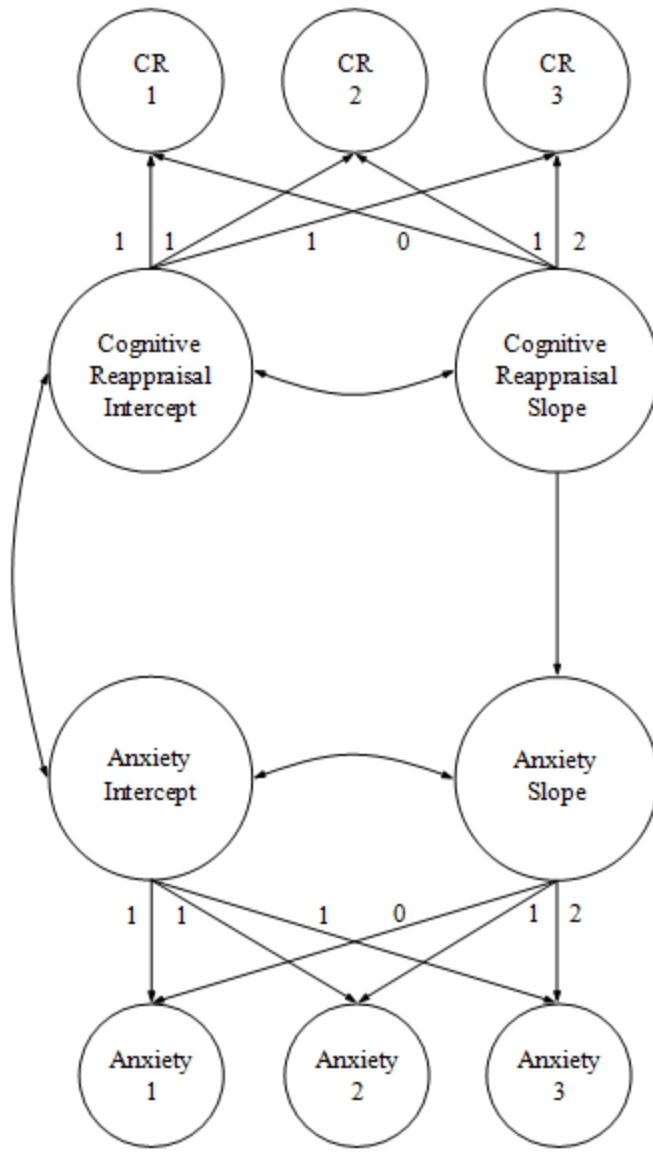 CR
1
CR
2
CR
3
1 1 1 0 1 2
Cognitive
Reappraisal
Intercept
Cognitive
Reappraisal
Slope
Anxiety
Intercept
Anxiety
Slope
1 1 1 0 1 2
Anxiety
1
Anxiety
2
Anxiety
3